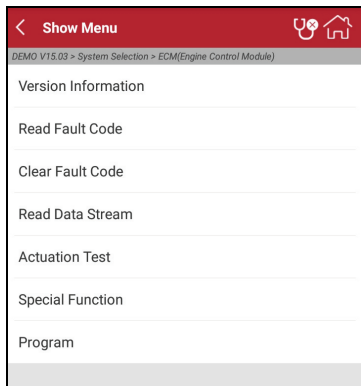 Show Menu
DEMO V15.03 > System Selection > ECM(Engine Control Module)
Version Information
Read Fault Code
Clear Fault Code
Read Data Stream
Actuation Test
Special Function
Program